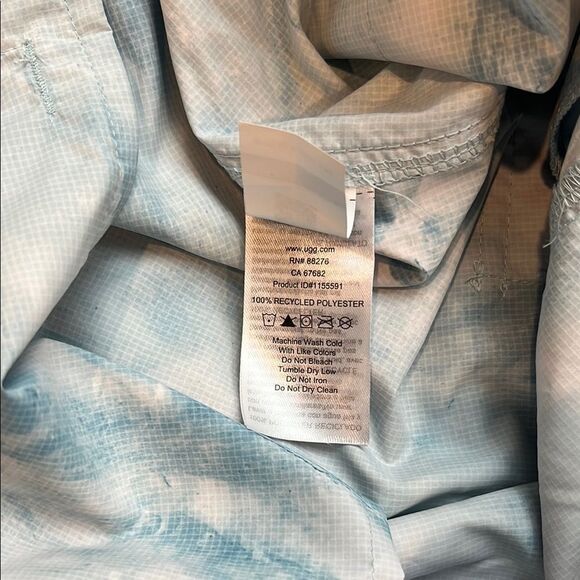 www.ugg.com
RN# 88276
CA 67682
Product ID#1155591
100% RECYCLED POLYESTER
Machine Wash Cold
With Like Colors
Do Not Bleach
Tumble Dry Low
Do Not Iron
Do Not Dry Clean